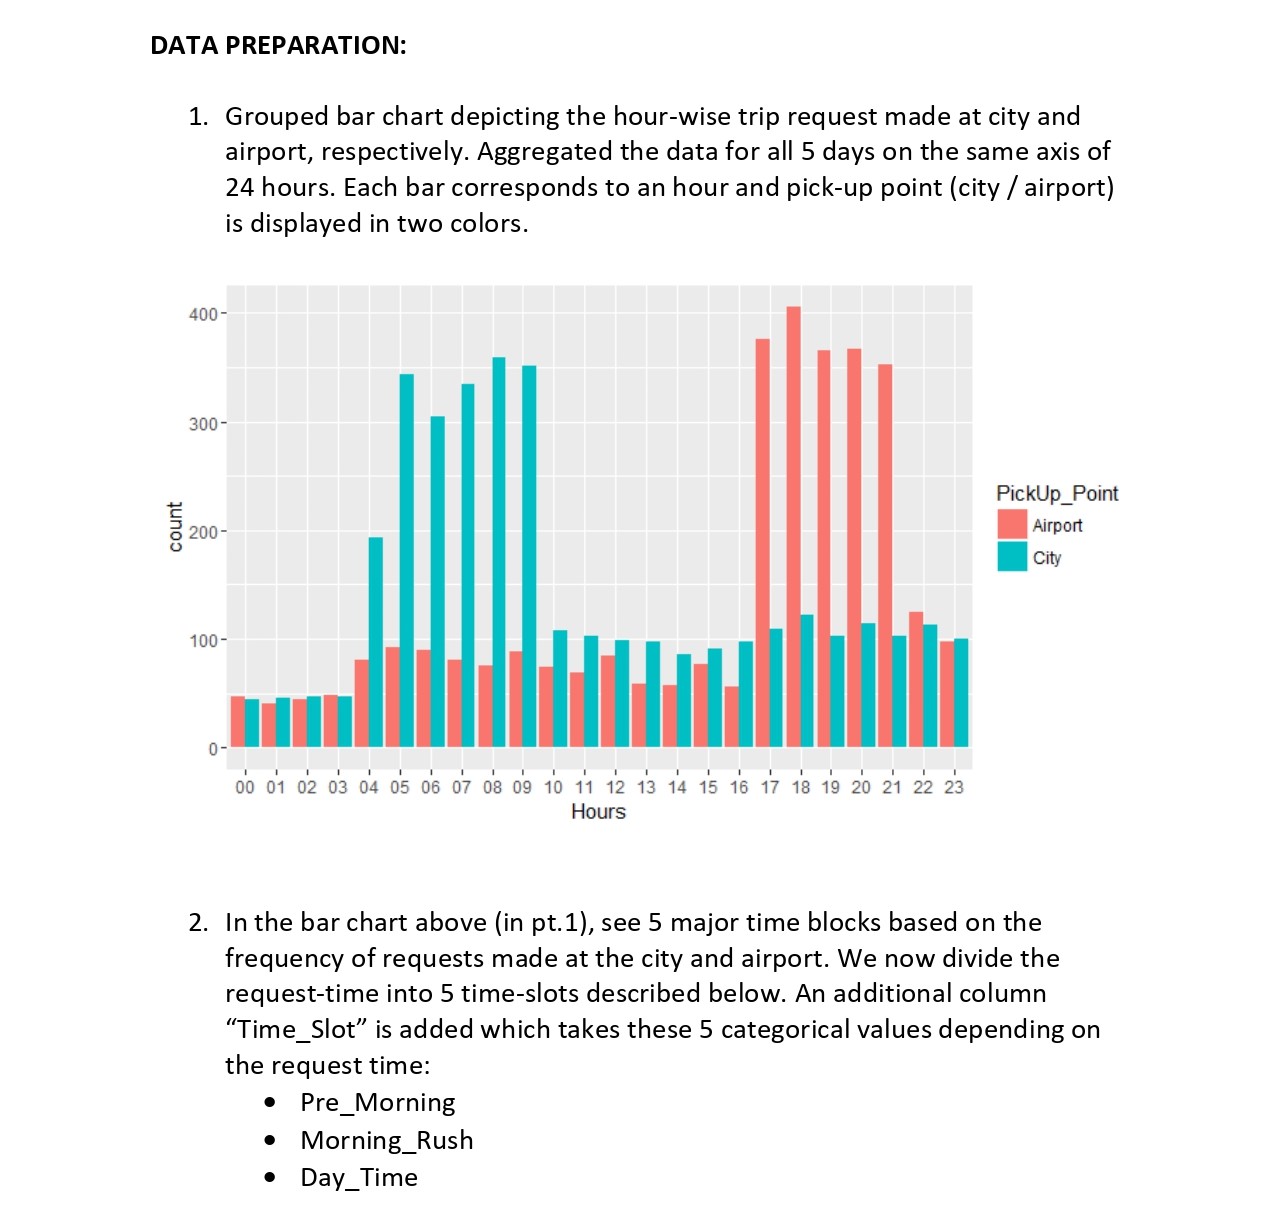 DATA PREPARATION:
1. Grouped bar chart depicting the hour-wise trip request made at city and
airport, respectively. Aggregated the data for all 5 days on the same axis of
24 hours. Each bar corresponds to an hour and pick-up point (city / airport)
is displayed in two colors.
400
300
200
100
0
count
00 01 02 03 04 05 06 07 08 09 10 11 12 13 14 15 16 17 18 19 20 21 22 23
Hours
PickUp_Point
Airport
City
2. In the bar chart above (in pt.1), see 5 major time blocks based on the
frequency of requests made at the city and airport. We now divide the
request-time into 5 time-slots described below. An additional column
“Time_Slot” is added which takes these 5 categorical values depending on
the request time:
• Pre_Morning
• Morning_Rush
• Day_Time